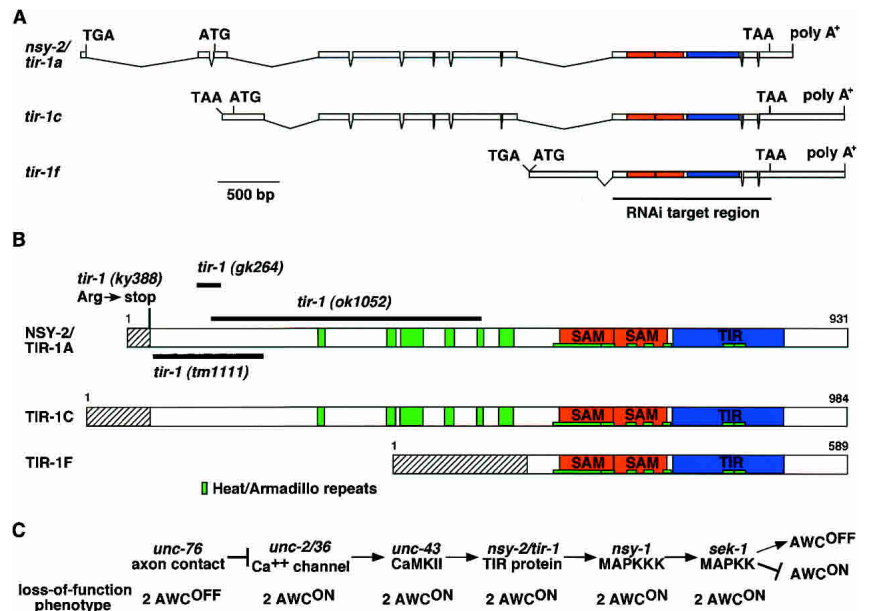 A
TGA ATG TAA poly A+
nsy-2/
tir-1a
TAA ATG TAA poly A+
tir-1c
TGA ATG TAA poly A+
tir-1f
500 bp
RNAi target region
B
tir-1 (gk264)
tir-1 (ky388)
Arg→stop
tir-1 (ok1052)
1 931
NSY-2/
TIR-1A
SAM SAM TIR
tir-1 (tm1111)
1 984
TIR-1C SAM SAM TIR
1 589
TIR-1F SAM SAM TIR
Heat/Armadillo repeats
C
unc-76 unc-2/36 unc-43 nsy-2/tir-1 nsy-1 sek-1 AWCOFF
axon contact Ca++ channel CaMKII TIR protein MAPKKK MAPKK AWCON
loss-of-function
phenotype 2 AWCOFF 2 AWCON 2 AWCON 2 AWCON 2 AWCON 2 AWCON